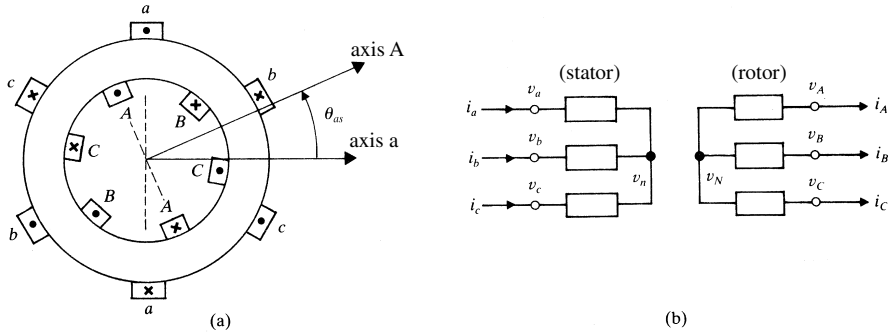 a
axis A
c
b
A
B
θas
axis a
C
C
B
A
b
c
a
(a)
(stator)
(rotor)
va
vA
ia
iA
vb
vB
ib
iB
vn
vN
vc
vC
ic
iC
(b)